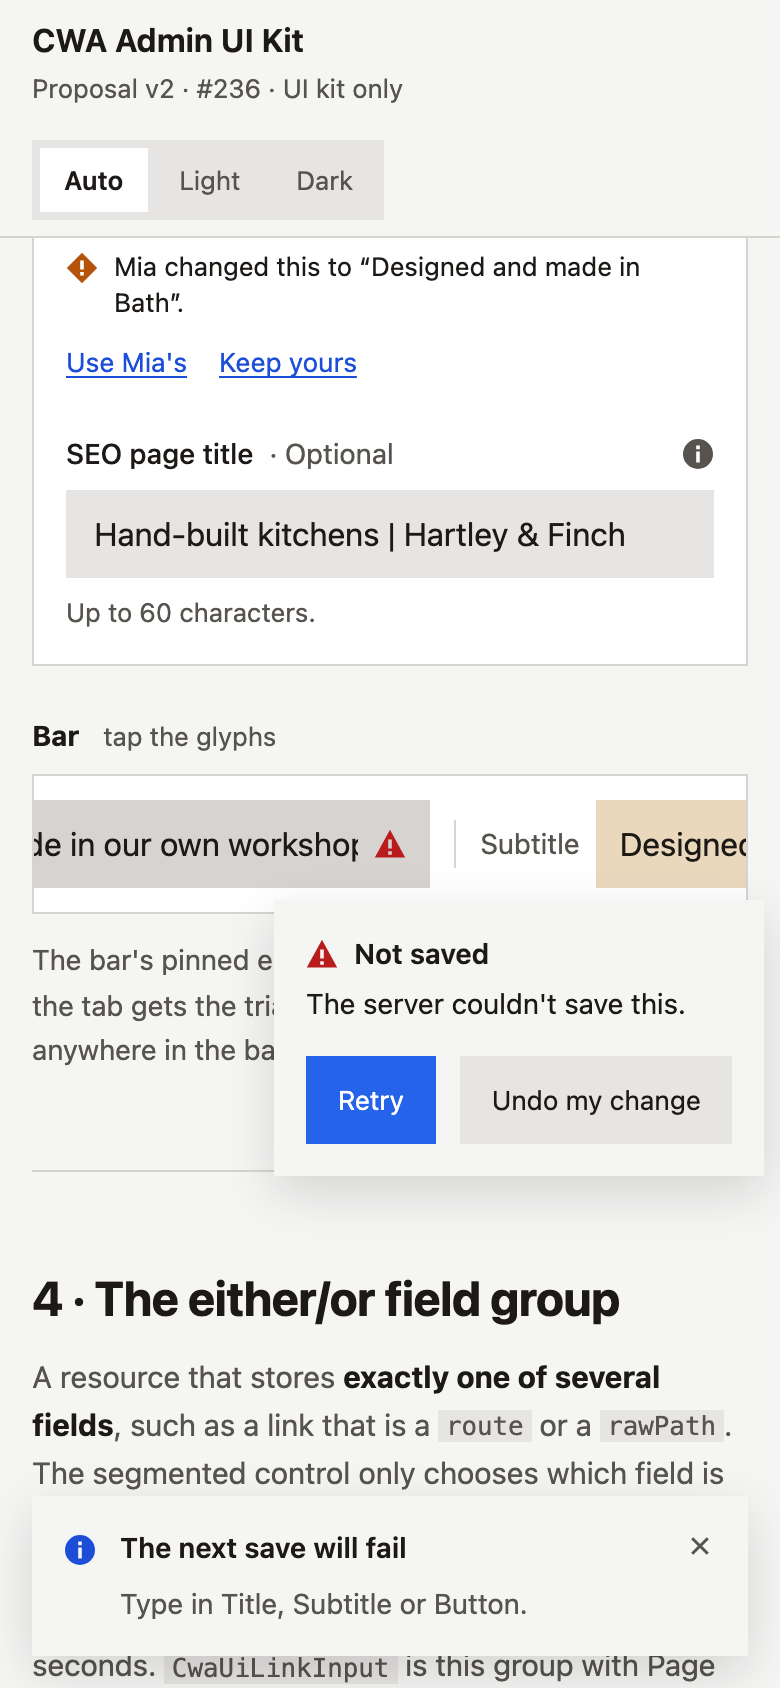 CWA Admin UI Kit
Proposal v2 · #236 · UI kit only
Auto Light Dark
Mia changed this to “Designed and made in
Bath”.
Use Mia's Keep yours
SEO page title · Optional
Hand-built kitchens | Hartley & Finch
Up to 60 characters.
Bar tap the glyphs
de in our own workshop Subtitle Designed
The bar's pinned e
the tab gets the tria
anywhere in the ba
Not saved
The server couldn't save this.
Retry Undo my change
4 · The either/or field group
A resource that stores exactly one of several
fields, such as a link that is a route or a rawPath.
The segmented control only chooses which field is
The next save will fail
Type in Title, Subtitle or Button.
seconds. CwaUiLinkInput is this group with Page